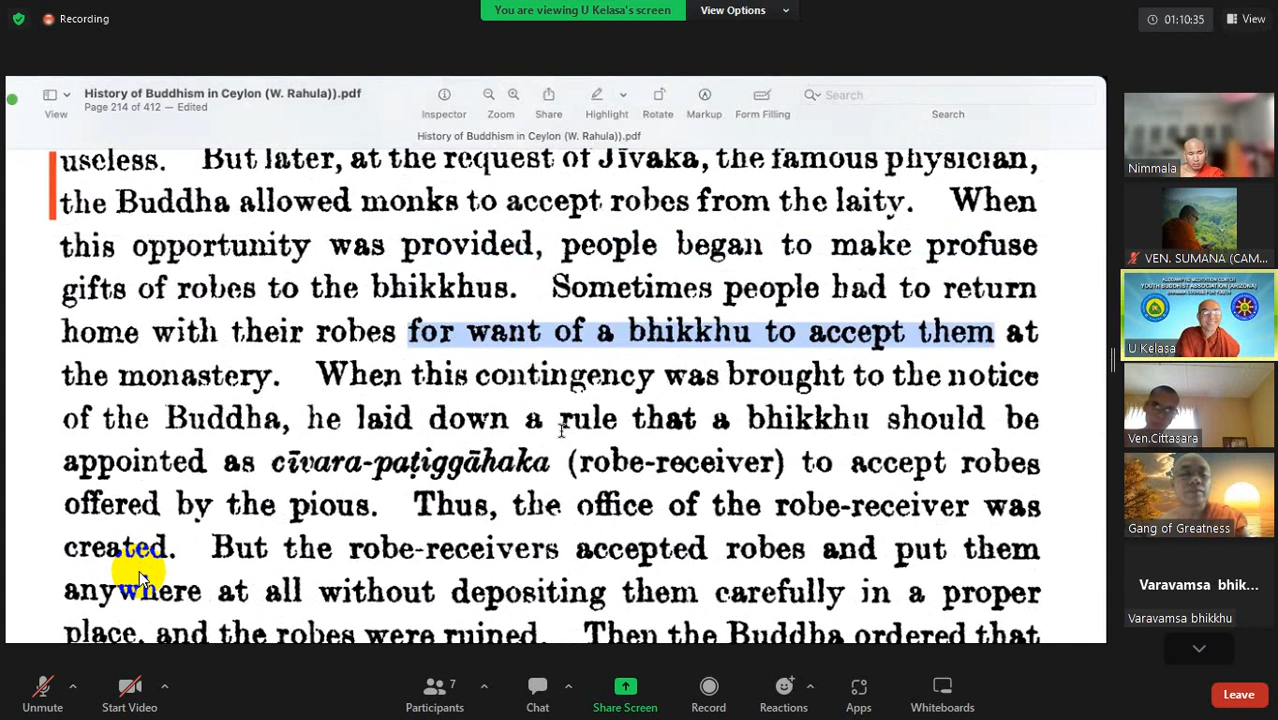 Recording
You are viewing U Kelasa's screen
View Options
01:10:35
View
History of Buddhism in Ceylon (W. Rahula)).pdf
Page 214 of 412 — Edited
View
Inspector
Zoom
Share
Highlight
Rotate
Markup
Form Filling
Search
Search
History of Buddhism in Ceylon (W. Rahula)).pdf
useless. But later, at the request of Jīvaka, the famous physician,
the Buddha allowed monks to accept robes from the laity. When
this opportunity was provided, people began to make profuse
gifts of robes to the bhikkhus. Sometimes people had to return
home with their robes for want of a bhikkhu to accept them at
the monastery. When this contingency was brought to the notice
of the Buddha, he laid down a rule that a bhikkhu should be
appointed as cīvara-paṭiggāhaka (robe-receiver) to accept robes
offered by the pious. Thus, the office of the robe-receiver was
created. But the robe-receivers accepted robes and put them
anywhere at all without depositing them carefully in a proper
place, and the robes were ruined. Then the Buddha ordered that
Nimmala
VEN. SUMANA (CAM...
YOUTH BUDDHIST ASSOCIATION (ARIZONA)
U Kelasa
Ven.Cittasara
Gang of Greatness
Varavamsa bhik...
Varavamsa bhikkhu
Unmute
Start Video
7
Participants
Chat
Share Screen
Record
Reactions
Apps
Whiteboards
Leave